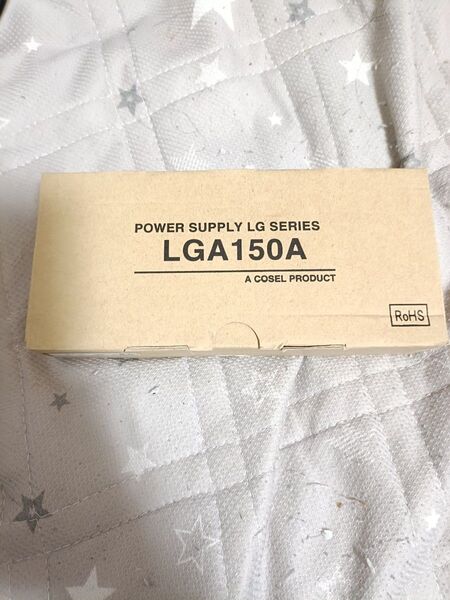 POWER SUPPLY LG SERIES
LGA150A
A COSEL PRODUCT
RoHS